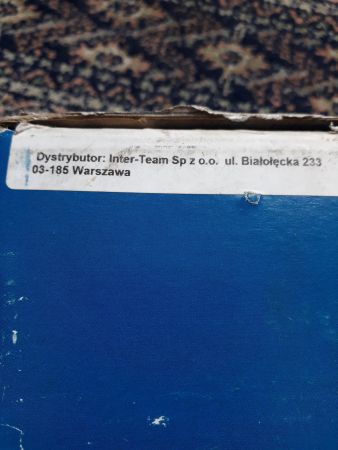 Dystrybutor: Inter-Team Sp z o.o. ul. Białołęcka 233
03-185 Warszawa